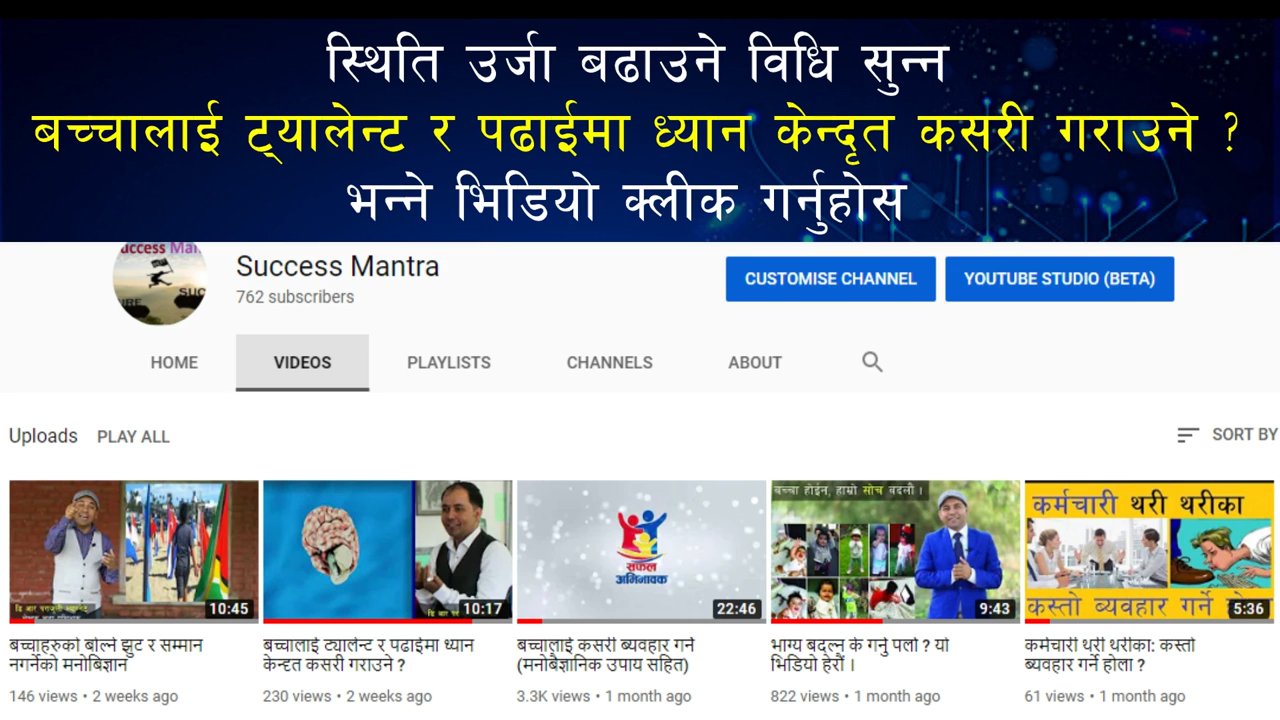 स्थिति उर्जा बढाउने विधि सुन्न
बच्चालाई ट्यालेन्ट र पढाईमा ध्यान केन्दृत कसरी गराउने ?
भन्ने भिडियो क्लीक गर्नुहोस
Success Mantra
762 subscribers
CUSTOMISE CHANNEL
YOUTUBE STUDIO (BETA)
HOME VIDEOS PLAYLISTS CHANNELS ABOUT
Uploads PLAY ALL
SORT BY
10:45
10:17
सफल
अभिभावक
22:46
बच्चा होईन, हाम्रो सोच बदलौ ।
9:43
कर्मचारी थरी थरीका
कस्तो ब्यवहार गर्ने
5:36
बच्चाहरुको बोल्ने झुट र सम्मान
नगर्नेको मनोबिज्ञान
146 views • 2 weeks ago
बच्चालाई ट्यालेन्ट र पढाईमा ध्यान
केन्दृत कसरी गराउने ?
230 views • 2 weeks ago
बच्चालाई कसरी ब्यवहार गर्ने
(मनोबैज्ञानिक उपाय सहित)
3.3K views • 1 month ago
भाग्य बदल्न के गर्नु पर्ला ? यो
भिडियो हेरौं ।
822 views • 1 month ago
कर्मचारी थरी थरीका: कस्तो
ब्यवहार गर्ने होला ?
61 views • 1 month ago